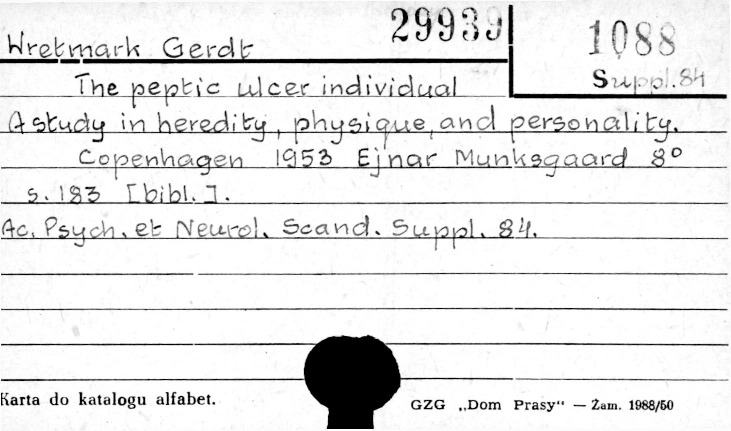 Wretmark Gerdt 29939 1088
Suppl. 84
The peptic ulcer individual
A study in heredity, physique, and personality.
Copenhagen 1953 Ejnar Munksgaard 8°
s. 183 [bibl.].
Ac. Psych. et Neurol. Scand. Suppl. 84.
Karta do katalogu alfabet.
GZG „Dom Prasy“ — Zam. 1988/50